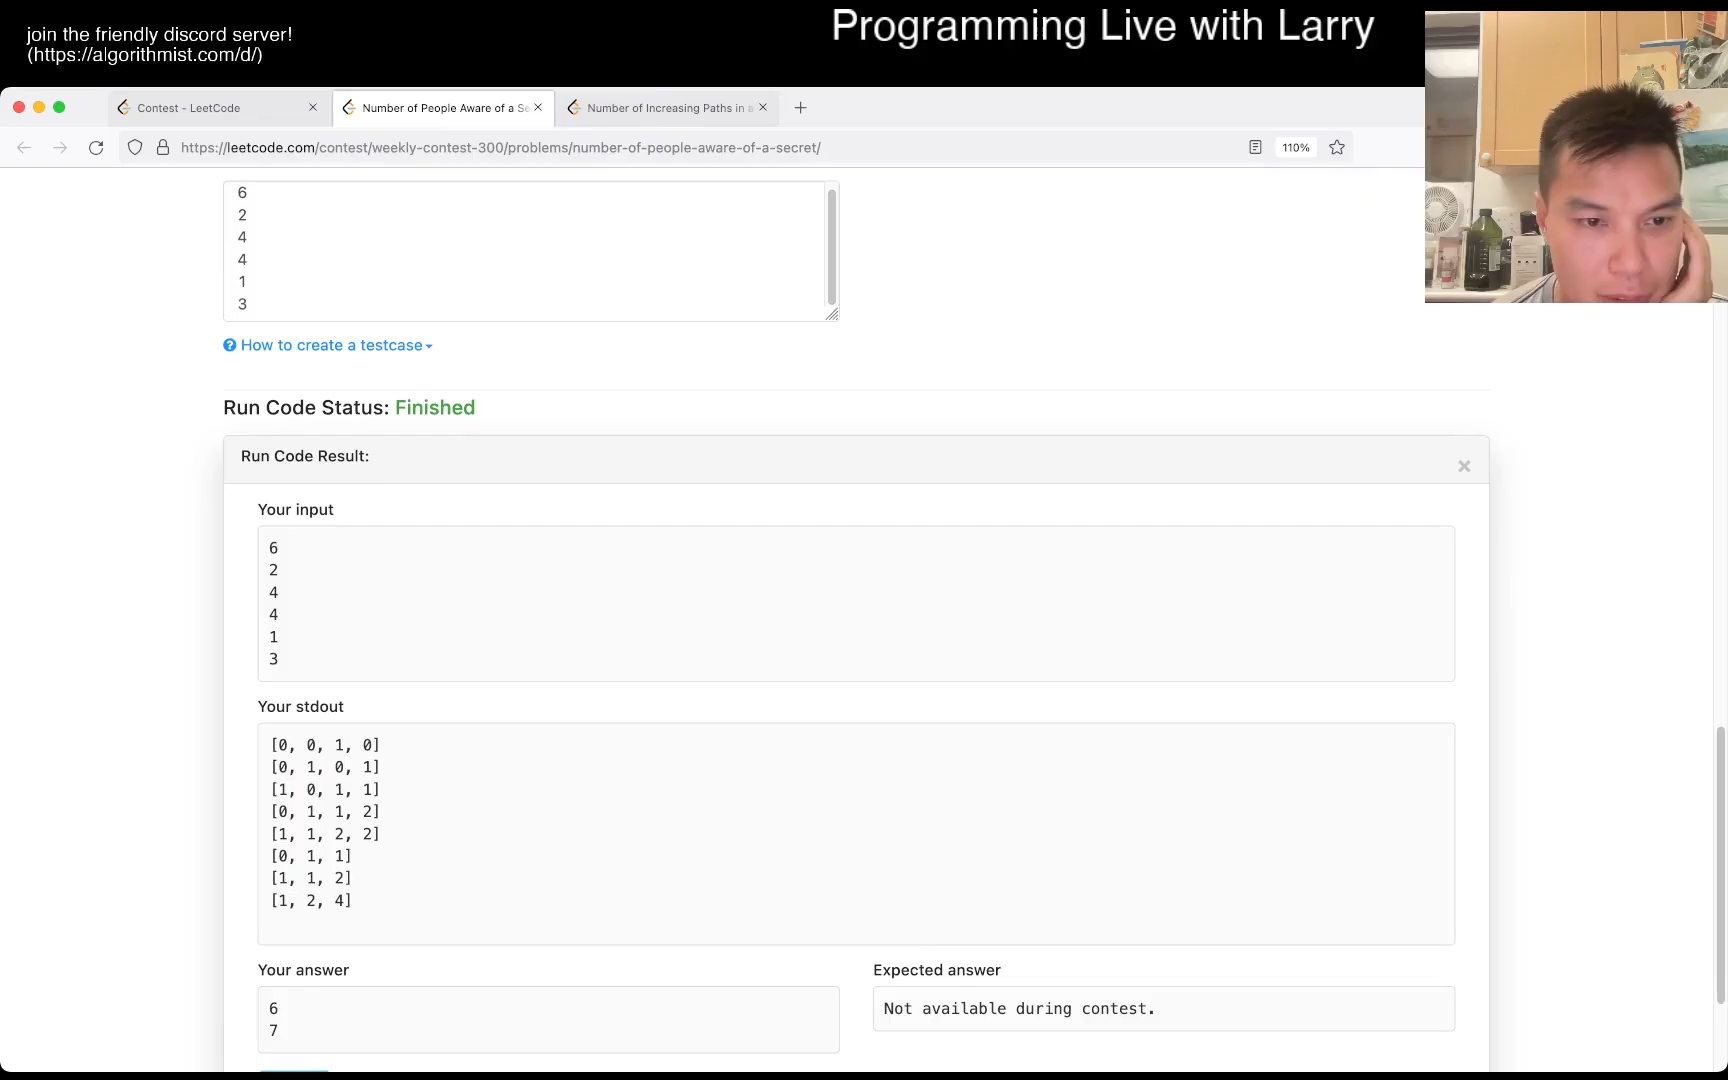 join the friendly discord server!
(https://algorithmist.com/d/)
Programming Live with Larry
Contest - LeetCode
Number of People Aware of a Se
Number of Increasing Paths in a
https://leetcode.com/contest/weekly-contest-300/problems/number-of-people-aware-of-a-secret/
110%
6
2
4
4
1
3
How to create a testcase
Run Code Status: Finished
Run Code Result:
Your input
6
2
4
4
1
3
Your stdout
[0, 0, 1, 0]
[0, 1, 0, 1]
[1, 0, 1, 1]
[0, 1, 1, 2]
[1, 1, 2, 2]
[0, 1, 1]
[1, 1, 2]
[1, 2, 4]
Your answer
6
7
Expected answer
Not available during contest.